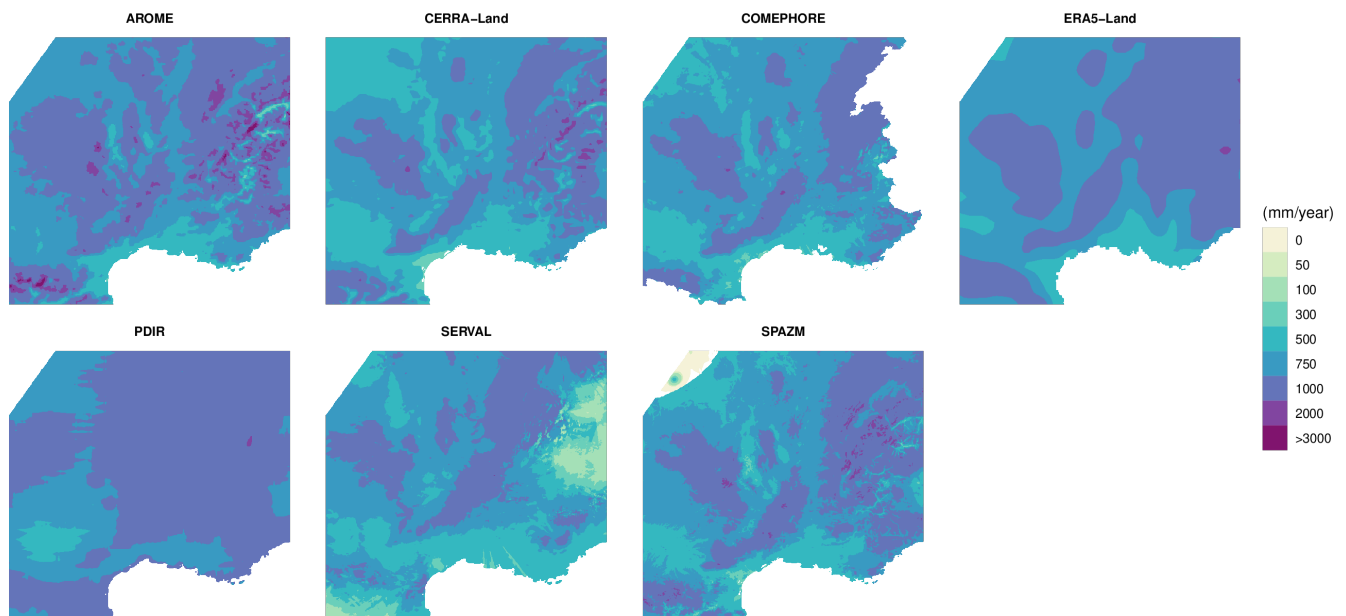 AROME
CERRA−Land
COMEPHORE
ERA5−Land
PDIR
SERVAL
SPAZM
(mm/year)
0
50
100
300
500
750
1000
2000
>3000